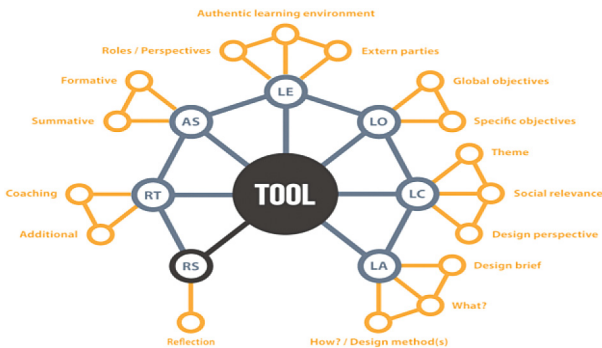 Authentic learning environment
Roles / Perspectives
Extern parties
Formative
LE
Global objectives
Summative
AS
LO
Specific objectives
Theme
Coaching
RT
TOOL
LC
Social relevance
Additional
Design perspective
RS
LA
Design brief
What?
Reflection
How? / Design method(s)